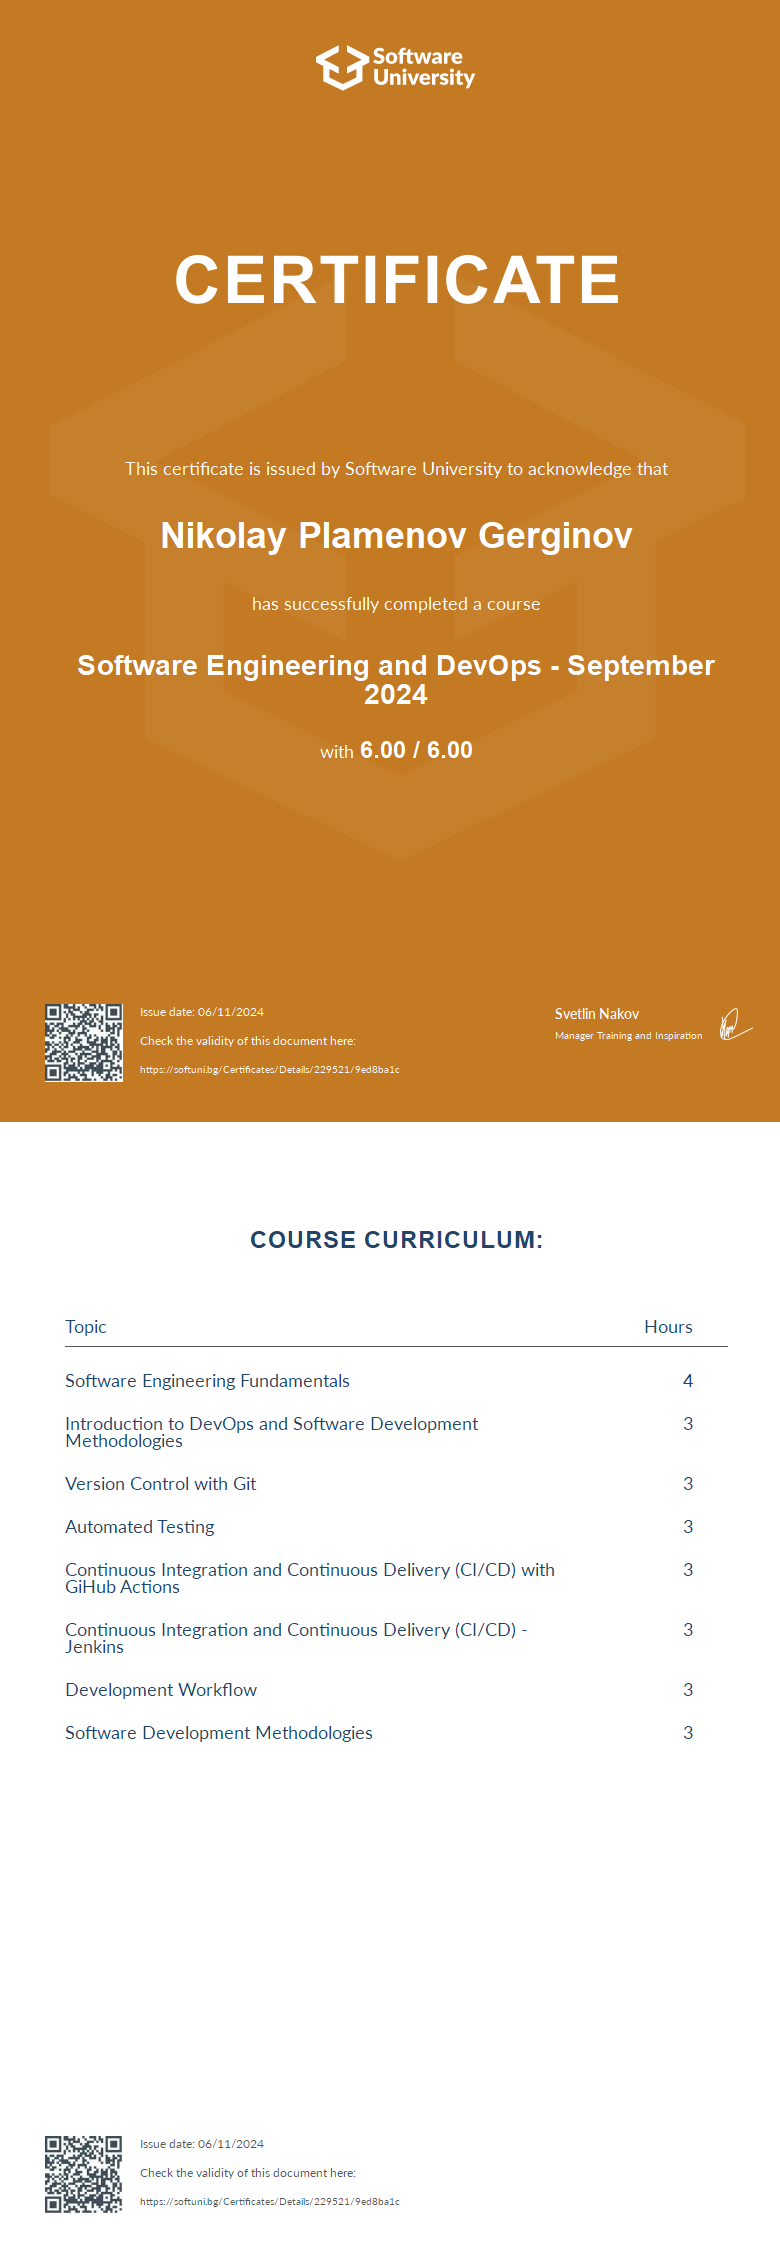 Software
University
CERTIFICATE
This certificate is issued by Software University to acknowledge that
Nikolay Plamenov Gerginov
has successfully completed a course
Software Engineering and DevOps - September
2024
with 6.00 / 6.00
Issue date: 06/11/2024
Check the validity of this document here:
https://softuni.bg/Certificates/Details/229521/9ed8ba1c
Svetlin Nakov
Manager Training and Inspiration
COURSE CURRICULUM:
Topic Hours
Software Engineering Fundamentals 4
Introduction to DevOps and Software Development 3
Methodologies
Version Control with Git 3
Automated Testing 3
Continuous Integration and Continuous Delivery (CI/CD) with 3
GiHub Actions
Continuous Integration and Continuous Delivery (CI/CD) - 3
Jenkins
Development Workflow 3
Software Development Methodologies 3
Issue date: 06/11/2024
Check the validity of this document here:
https://softuni.bg/Certificates/Details/229521/9ed8ba1c